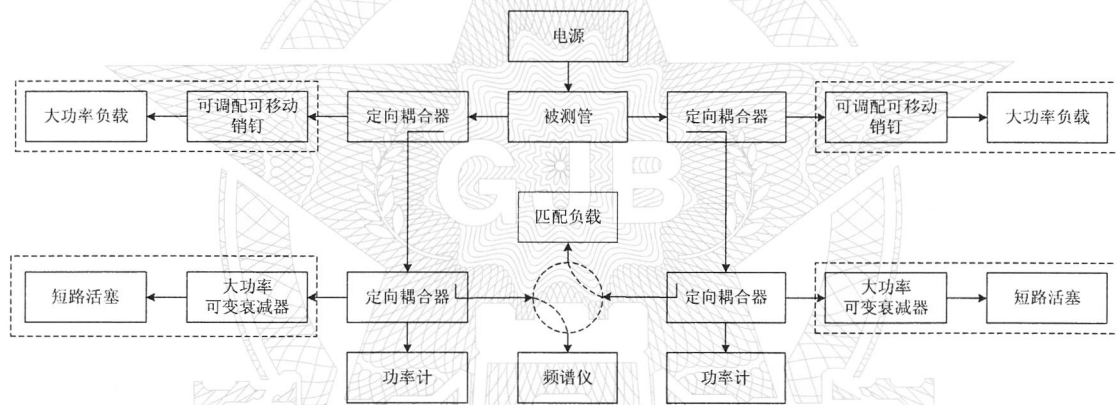 电源
大功率负载
可调配可移动
销钉
定向耦合器
被测管
定向耦合器
可调配可移动
销钉
大功率负载
GJB
匹配负载
短路活塞
大功率
可变衰减器
定向耦合器
定向耦合器
大功率
可变衰减器
短路活塞
功率计
频谱仪
功率计